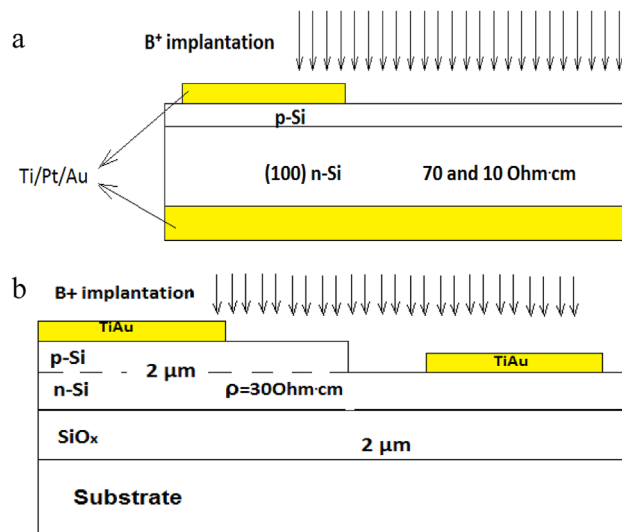 a
B⁺ implantation
p-Si
Ti/Pt/Au
(100) n-Si 70 and 10 Ohm·cm
b
B+ implantation
TiAu
p-Si
TiAu
2 µm
n-Si
ρ=30Ohm·cm
SiOₓ
2 µm
Substrate